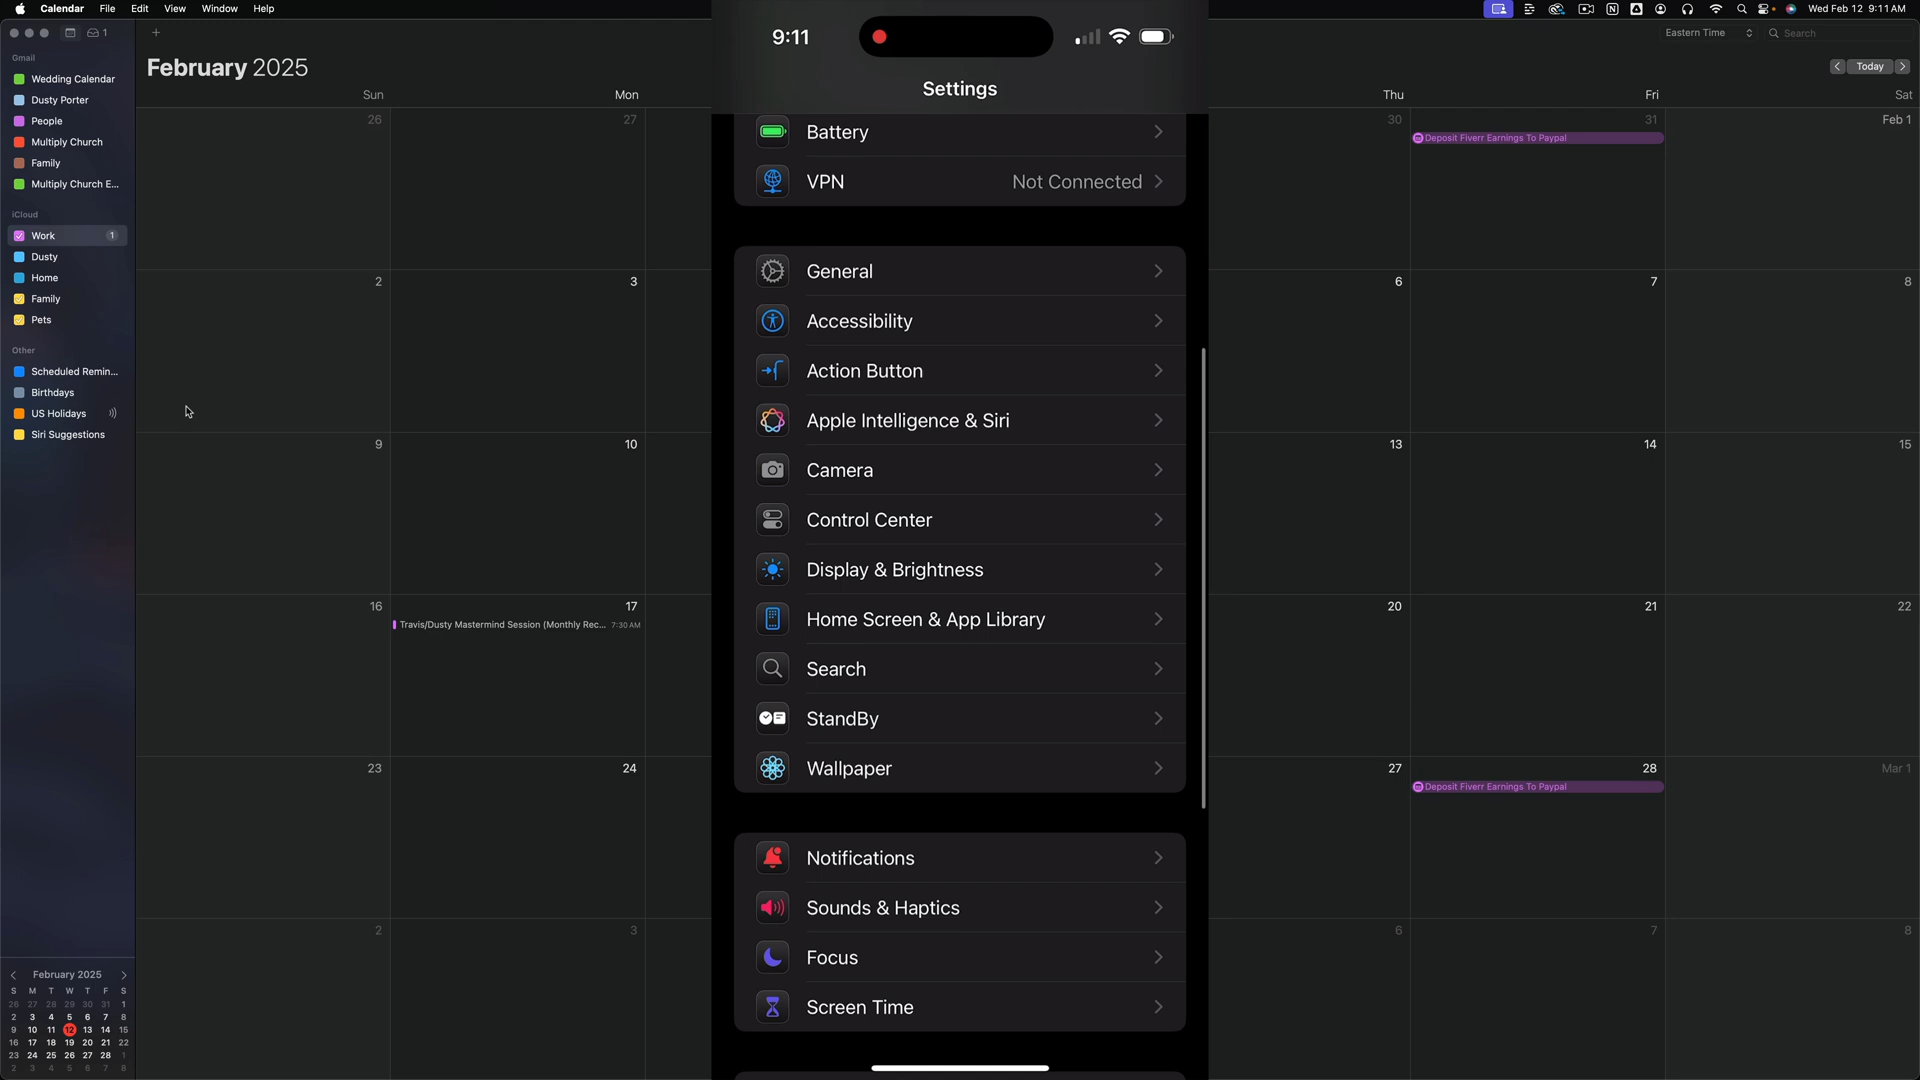 Calendar File Edit View Window Help
Wed Feb 12 9:11 AM
1
Eastern Time
Search
February 2025
Today
Sun Mon Thu Fri Sat
Gmail
Wedding Calendar
Dusty Porter
People
Multiply Church
Family
Multiply Church E...
iCloud
Work 1
Dusty
Home
Family
Pets
Other
Scheduled Remin...
Birthdays
US Holidays
Siri Suggestions
26 27 30 31 Feb 1
Deposit Fiverr Earnings To Paypal
2 3 6 7 8
9 10 13 14 15
16 17 20 21 22
Travis/Dusty Mastermind Session (Monthly Rec... 7:30 AM
23 24 27 28 Mar 1
Deposit Fiverr Earnings To Paypal
2 3 6 7 8
9:11
Settings
Battery
VPN Not Connected
General
Accessibility
Action Button
Apple Intelligence & Siri
Camera
Control Center
Display & Brightness
Home Screen & App Library
Search
StandBy
Wallpaper
Notifications
Sounds & Haptics
Focus
Screen Time
February 2025
S M T W T F S
26 27 28 29 30 31 1
2 3 4 5 6 7 8
9 10 11 12 13 14 15
16 17 18 19 20 21 22
23 24 25 26 27 28 1
2 3 4 5 6 7 8